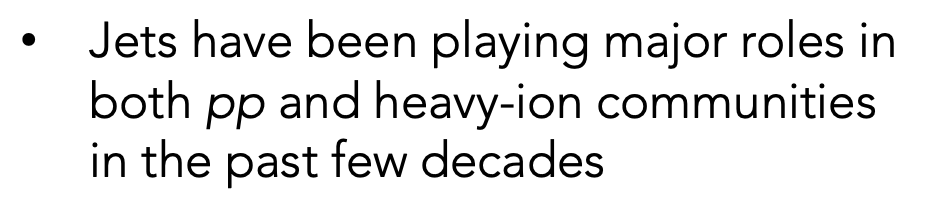 • Jets have been playing major roles in
both pp and heavy-ion communities
in the past few decades